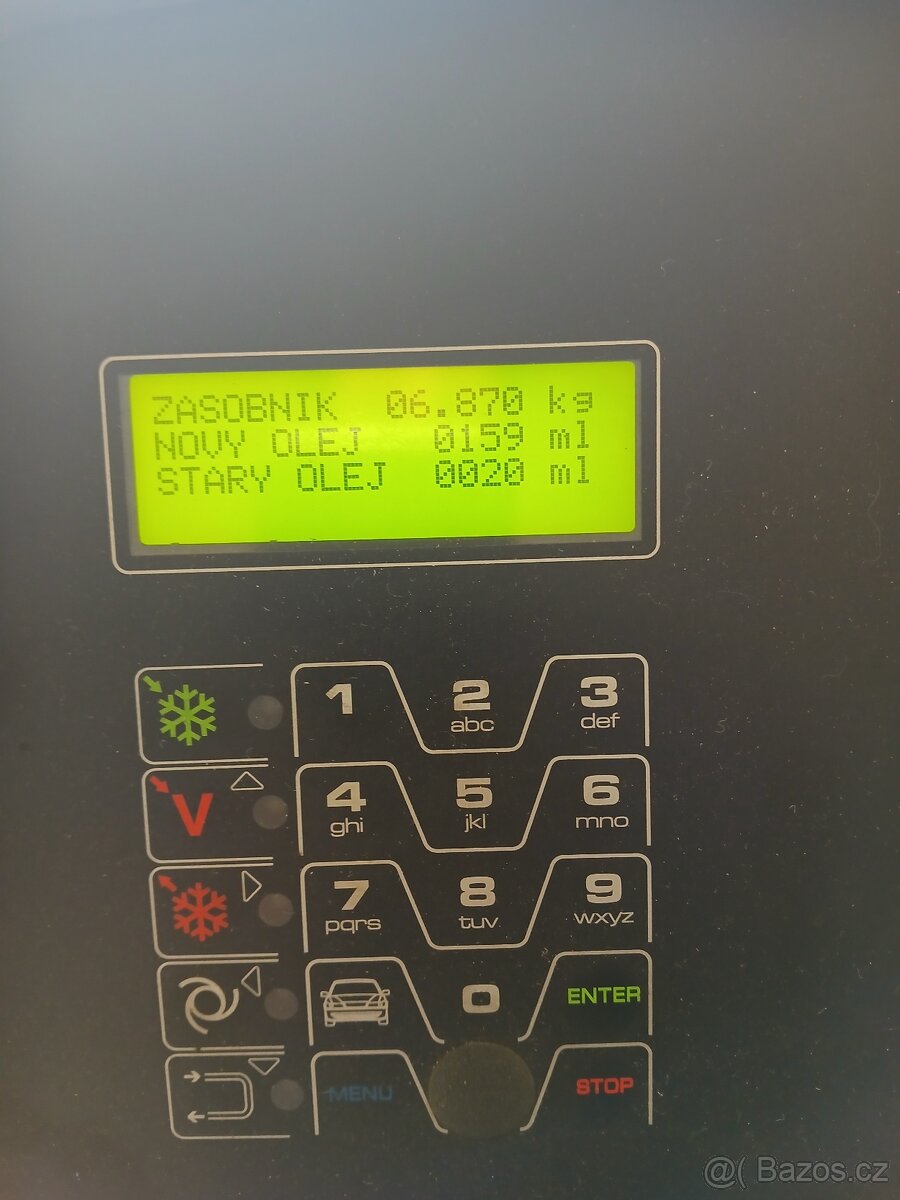 ZASOBNIK 06.870 kg
NOVY OLEJ 0159 ml
STARY OLEJ 0020 ml
1 2 3
abc def
V 4 5 6
ghi jkl mno
7 8 9
pqrs tuv wxyz
0 ENTER
MENU STOP
@( Bazos.cz